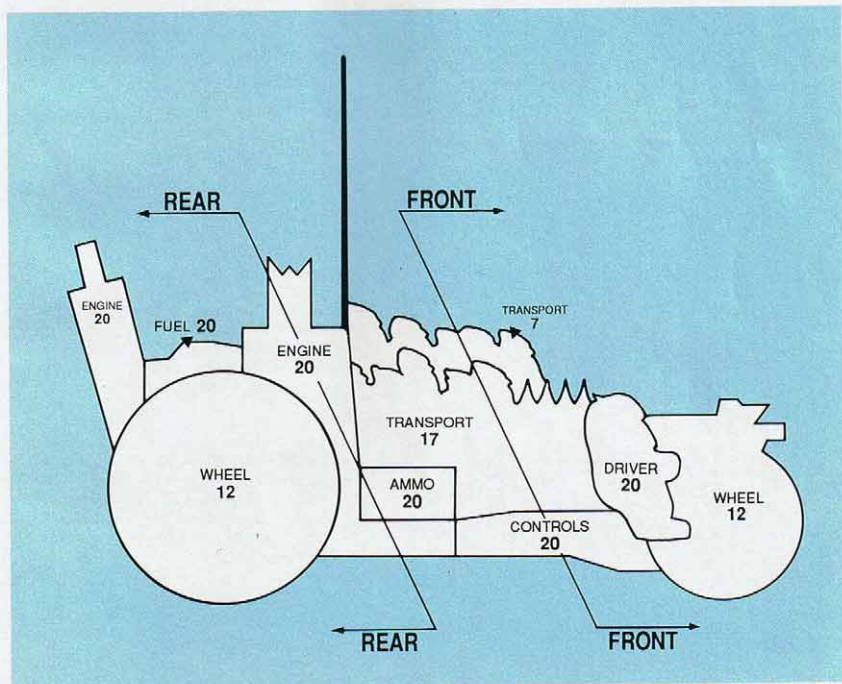 REAR
FRONT
ENGINE
20
FUEL 20
ENGINE
20
TRANSPORT
7
TRANSPORT
17
WHEEL
12
AMMO
20
DRIVER
20
WHEEL
12
CONTROLS
20
REAR
FRONT